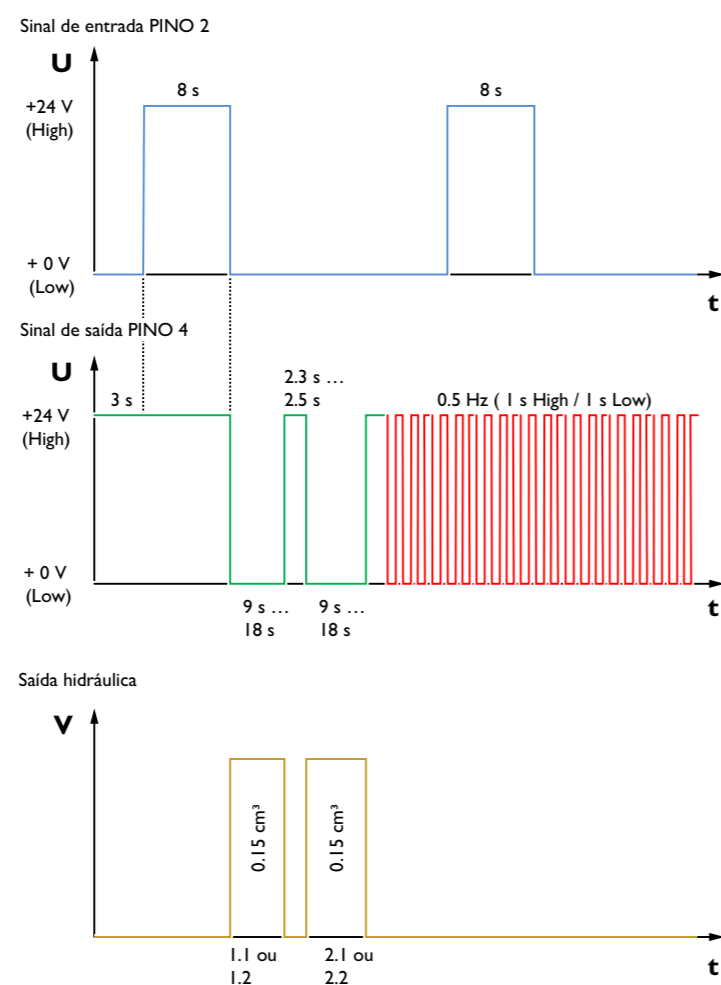 Sinal de entrada PINO 2
U
8 s
8 s
+24 V
(High)
+ 0 V
(Low)
t
Sinal de saída PINO 4
U
2.3 s ...
2.5 s
3 s
0.5 Hz ( 1 s High / 1 s Low)
+24 V
(High)
+ 0 V
(Low)
t
9 s ...
18 s
9 s ...
18 s
Saída hidráulica
V
0.15 cm³
0.15 cm³
1.1 ou
1.2
2.1 ou
2.2
t